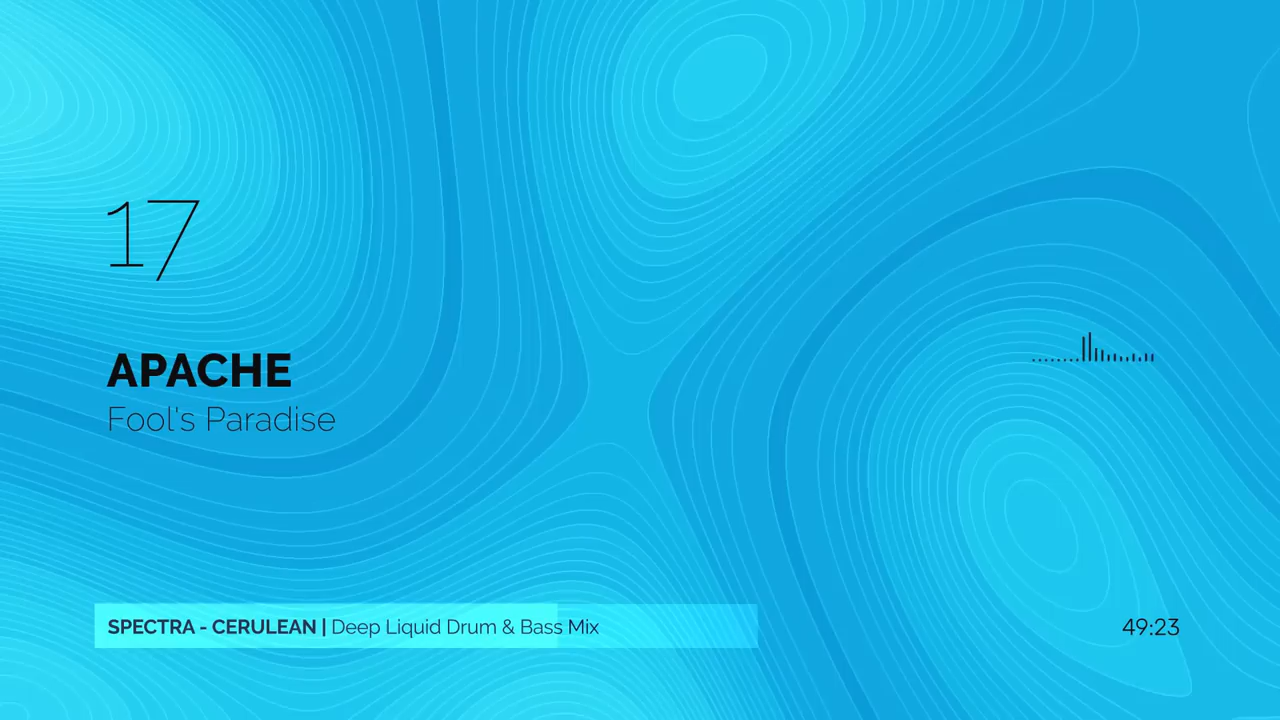 17
APACHE
Fool's Paradise
SPECTRA - CERULEAN | Deep Liquid Drum & Bass Mix
49:23